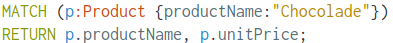 MATCH (p:Product {productName:"Chocolade"})
RETURN p.productName, p.unitPrice;